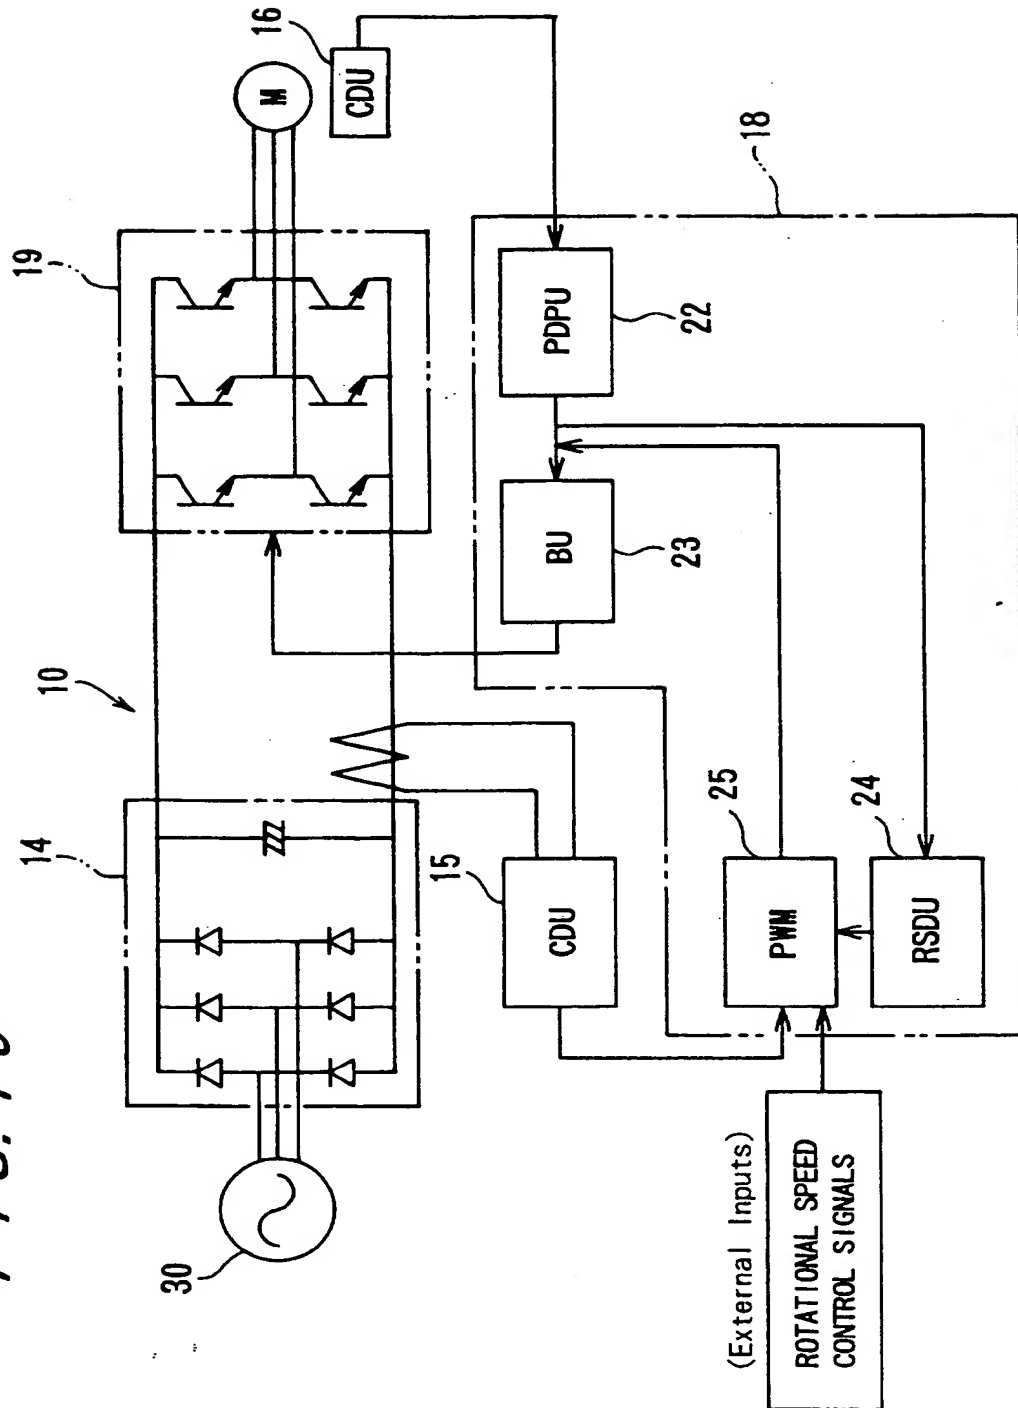 10
30
14
19
M
16
CDU
15
CDU
18
PDPU
22
BU
23
PWM
25
RSDU
24
(External Inputs)
ROTATIONAL SPEED
CONTROL SIGNALS